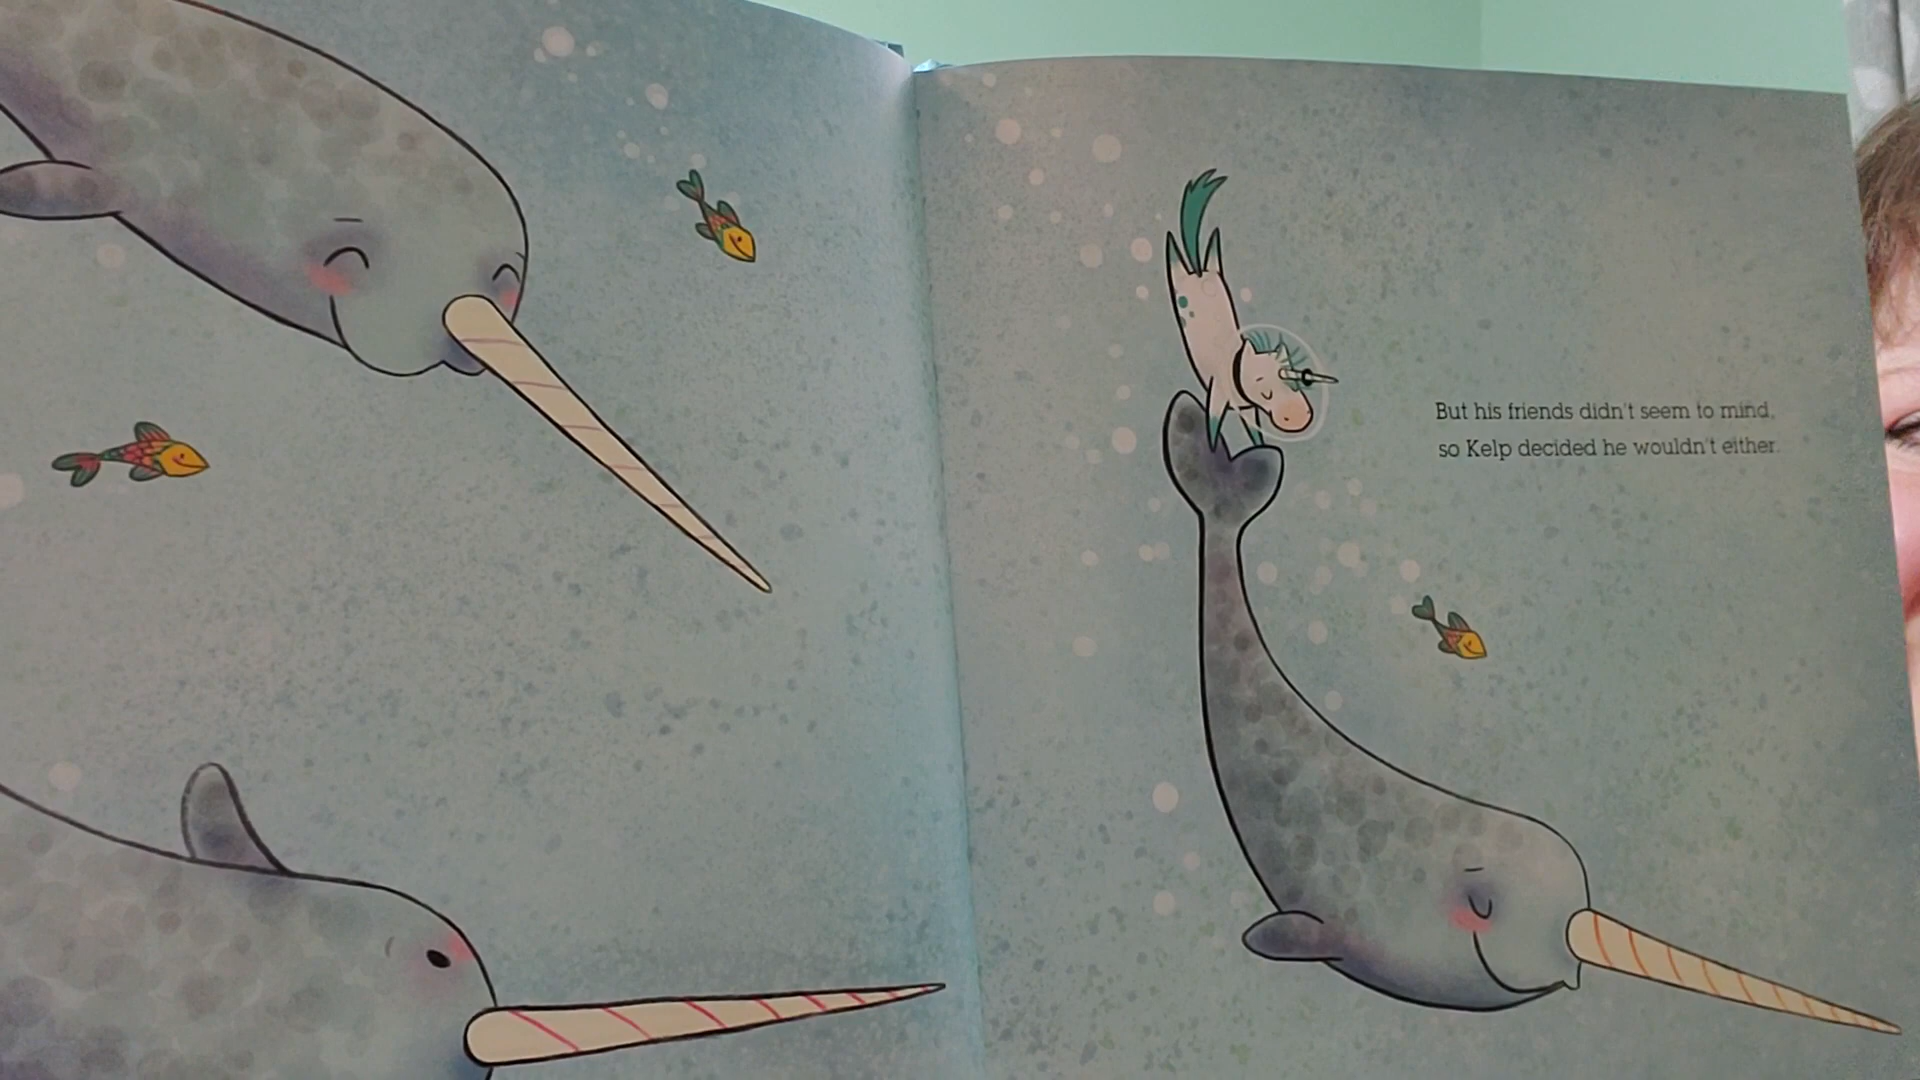 But his friends didn't seem to mind,
so Kelp decided he wouldn't either.